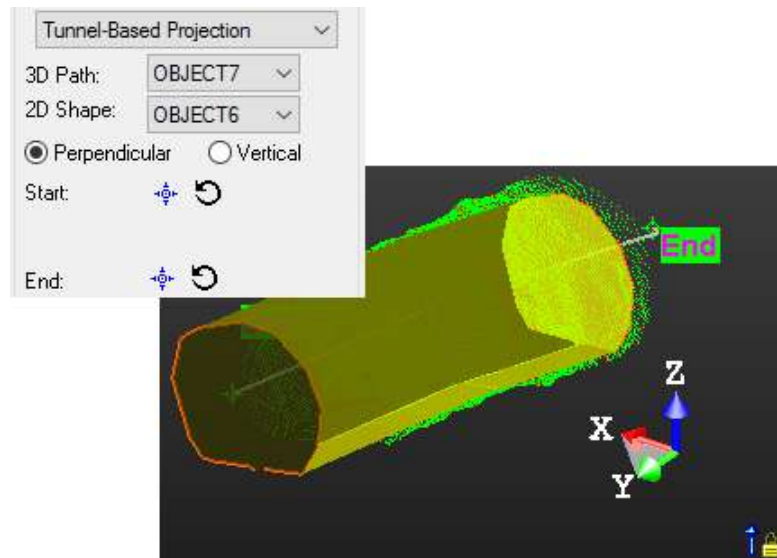 Tunnel-Based Projection
3D Path: OBJECT7
2D Shape: OBJECT6
Perpendicular Vertical
Start:
End:
End
Z
X
Y